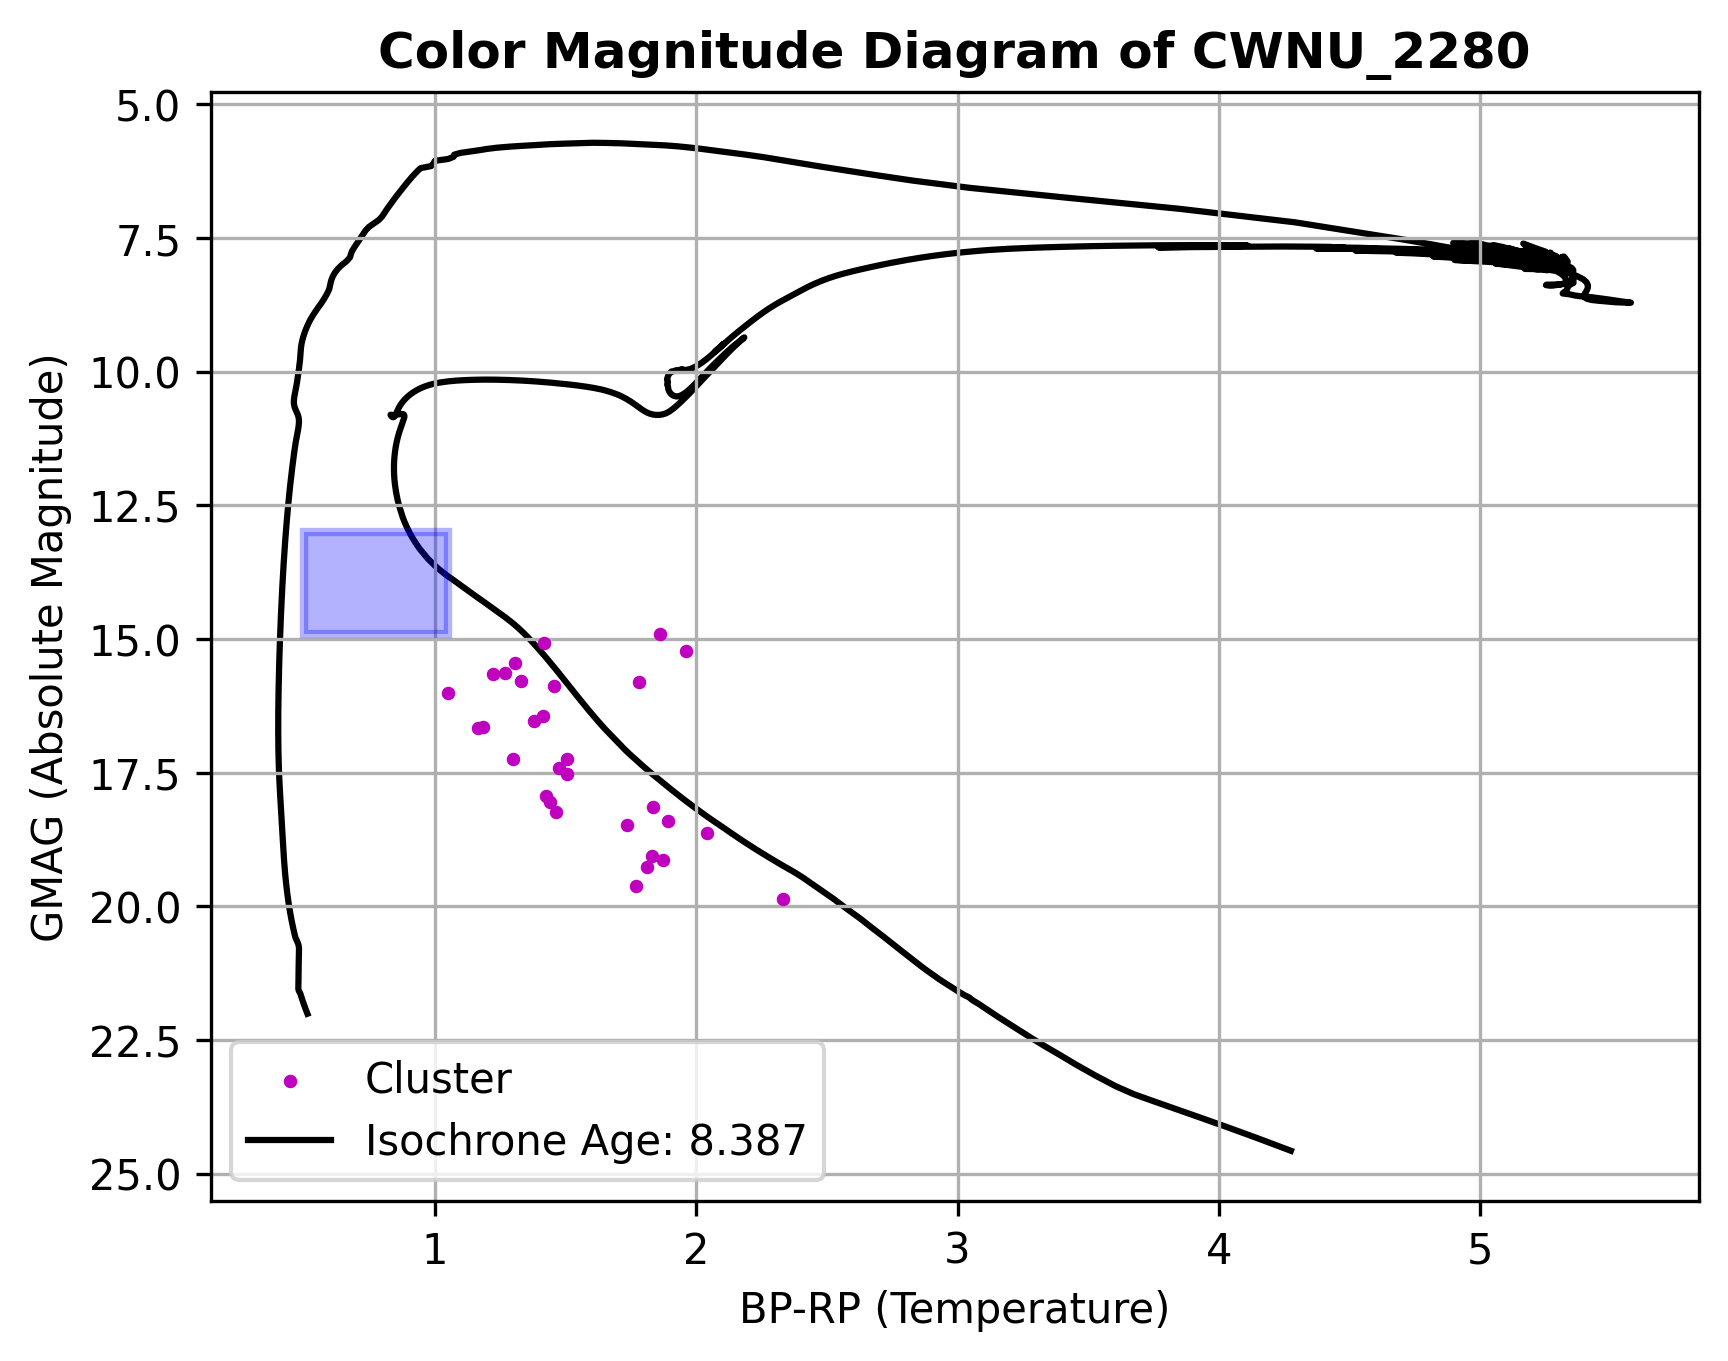 Color Magnitude Diagram of CWNU_2280
GMAG (Absolute Magnitude)
5.0
7.5
10.0
12.5
15.0
17.5
20.0
22.5
25.0
Cluster
Isochrone Age: 8.387
1 2 3 4 5
BP-RP (Temperature)